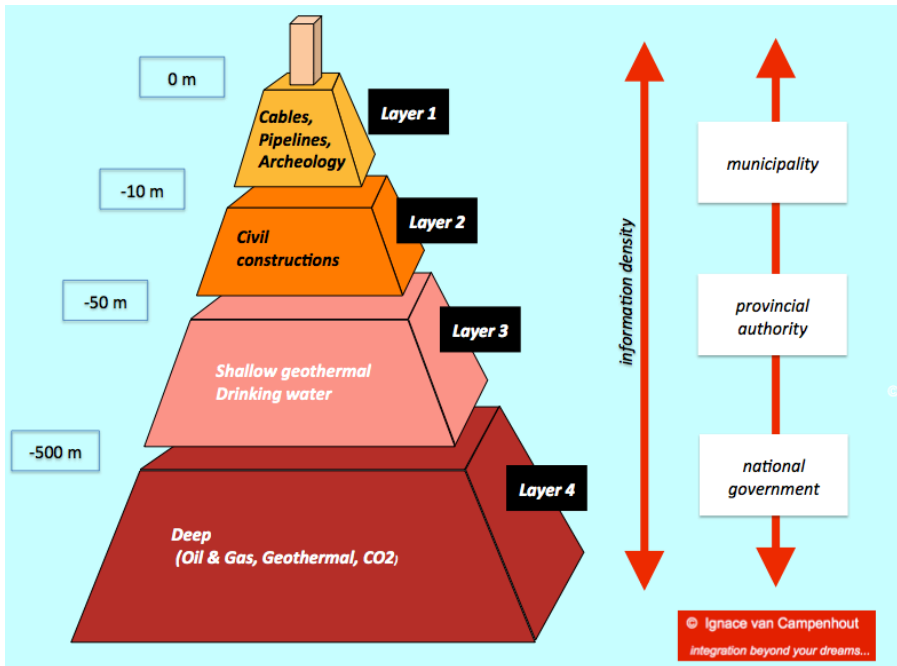 0 m
Cables,
Pipelines,
Archeology
Layer 1
-10 m
Civil
constructions
Layer 2
-50 m
Shallow geothermal
Drinking water
Layer 3
-500 m
Deep
(Oil & Gas, Geothermal, CO2)
Layer 4
information density
municipality
provincial
authority
national
government
©
© Ignace van Campenhout
integration beyond your dreams...